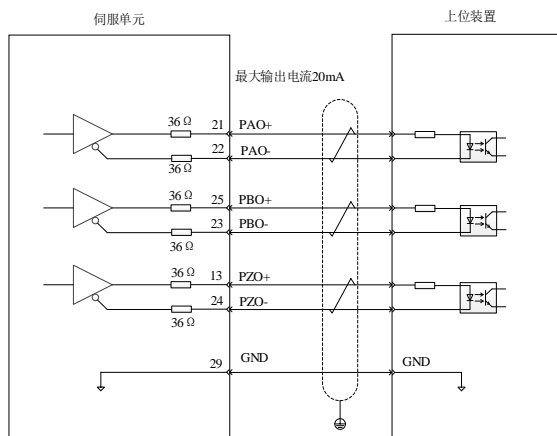 伺服单元
上位装置
最大输出电流20mA
36Ω
21
PAO+
22
PAO-
36Ω
36Ω
25
PBO+
23
PBO-
36Ω
36Ω
13
PZO+
24
PZO-
36Ω
29
GND
GND